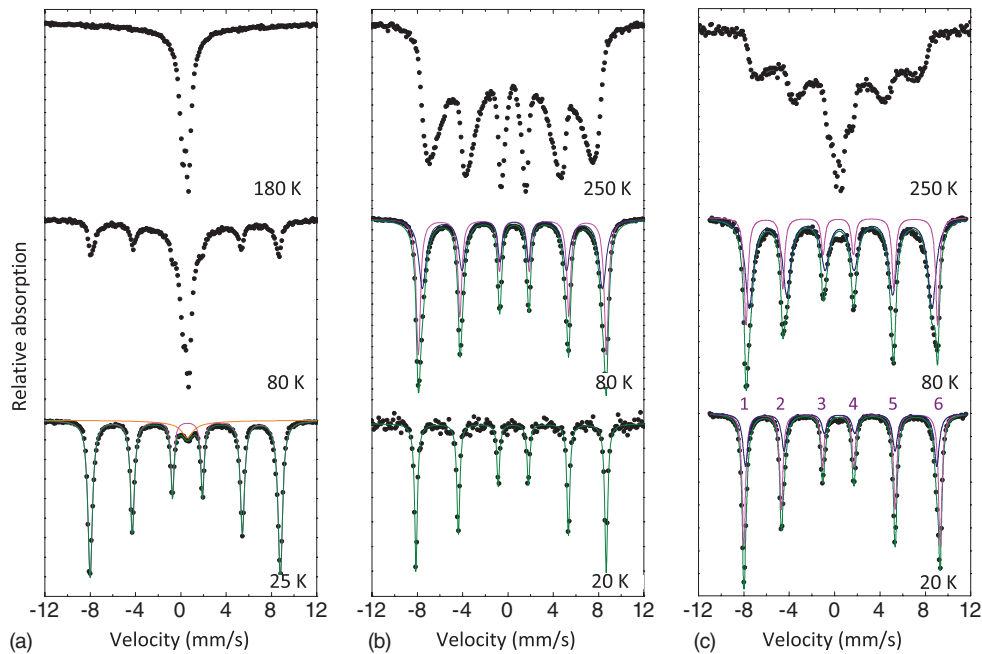 Relative absorption
180 K
80 K
25 K
-12 -8 -4 0 4 8 12
(a) Velocity (mm/s)
250 K
80 K
20 K
-12 -8 -4 0 4 8 12
(b) Velocity (mm/s)
250 K
80 K
1 2 3 4 5 6
20 K
-12 -8 -4 0 4 8 12
(c) Velocity (mm/s)